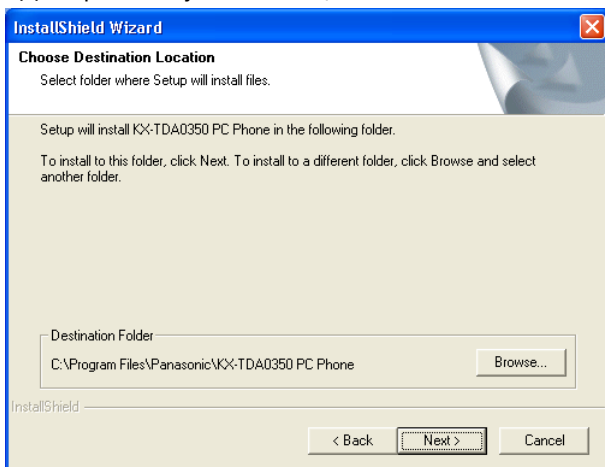 InstallShield Wizard
Choose Destination Location
Select folder where Setup will install files.
Setup will install KX-TDA0350 PC Phone in the following folder.
To install to this folder, click Next. To install to a different folder, click Browse and select
another folder.
Destination Folder
C:\Program Files\Panasonic\KX-TDA0350 PC Phone
Browse...
InstallShield
< Back
Next >
Cancel